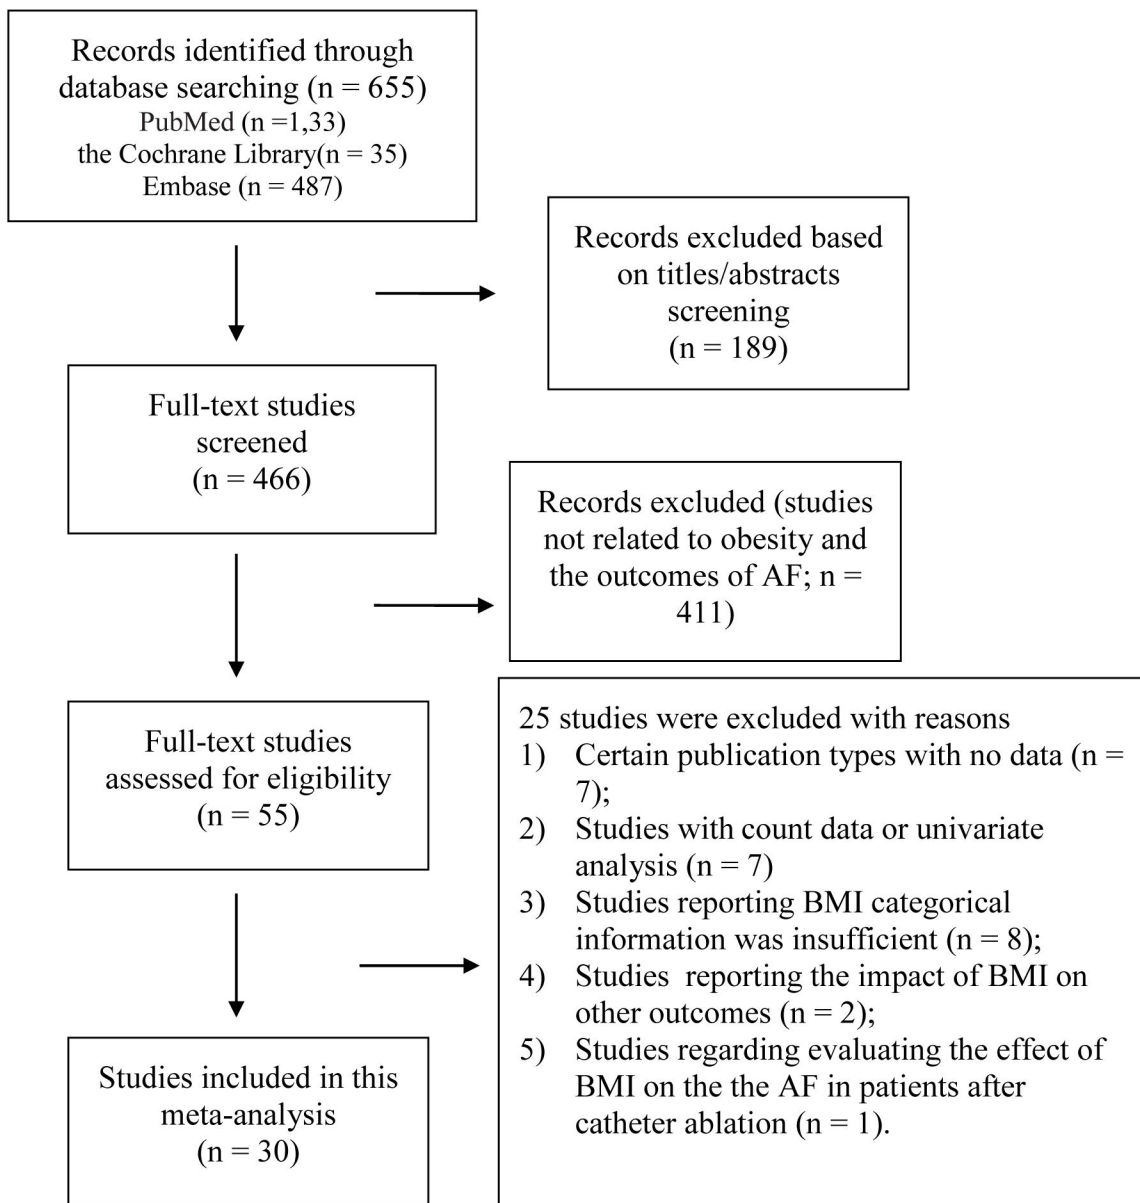 Records identified through
database searching (n = 655)
PubMed (n =1,33)
the Cochrane Library(n = 35)
Embase (n = 487)
Records excluded based
on titles/abstracts
screening
(n = 189)
Full-text studies
screened
(n = 466)
Records excluded (studies
not related to obesity and
the outcomes of AF; n =
411)
Full-text studies
assessed for eligibility
(n = 55)
25 studies were excluded with reasons
1) Certain publication types with no data (n =
7);
2) Studies with count data or univariate
analysis (n = 7)
3) Studies reporting BMI categorical
information was insufficient (n = 8);
4) Studies  reporting the impact of BMI on
other outcomes (n = 2);
5) Studies regarding evaluating the effect of
BMI on the the AF in patients after
catheter ablation (n = 1).
Studies included in this
meta-analysis
(n = 30)